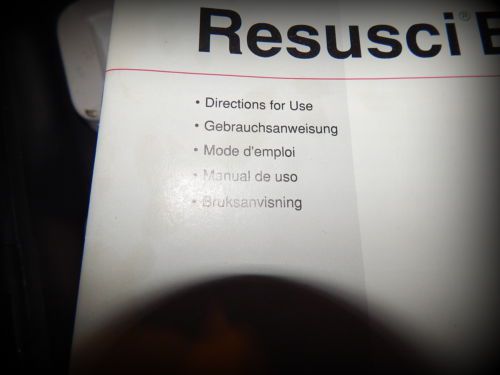 Resusci® B
• Directions for Use
• Gebrauchsanweisung
• Mode d'emploi
• Manual de uso
• Bruksanvisning